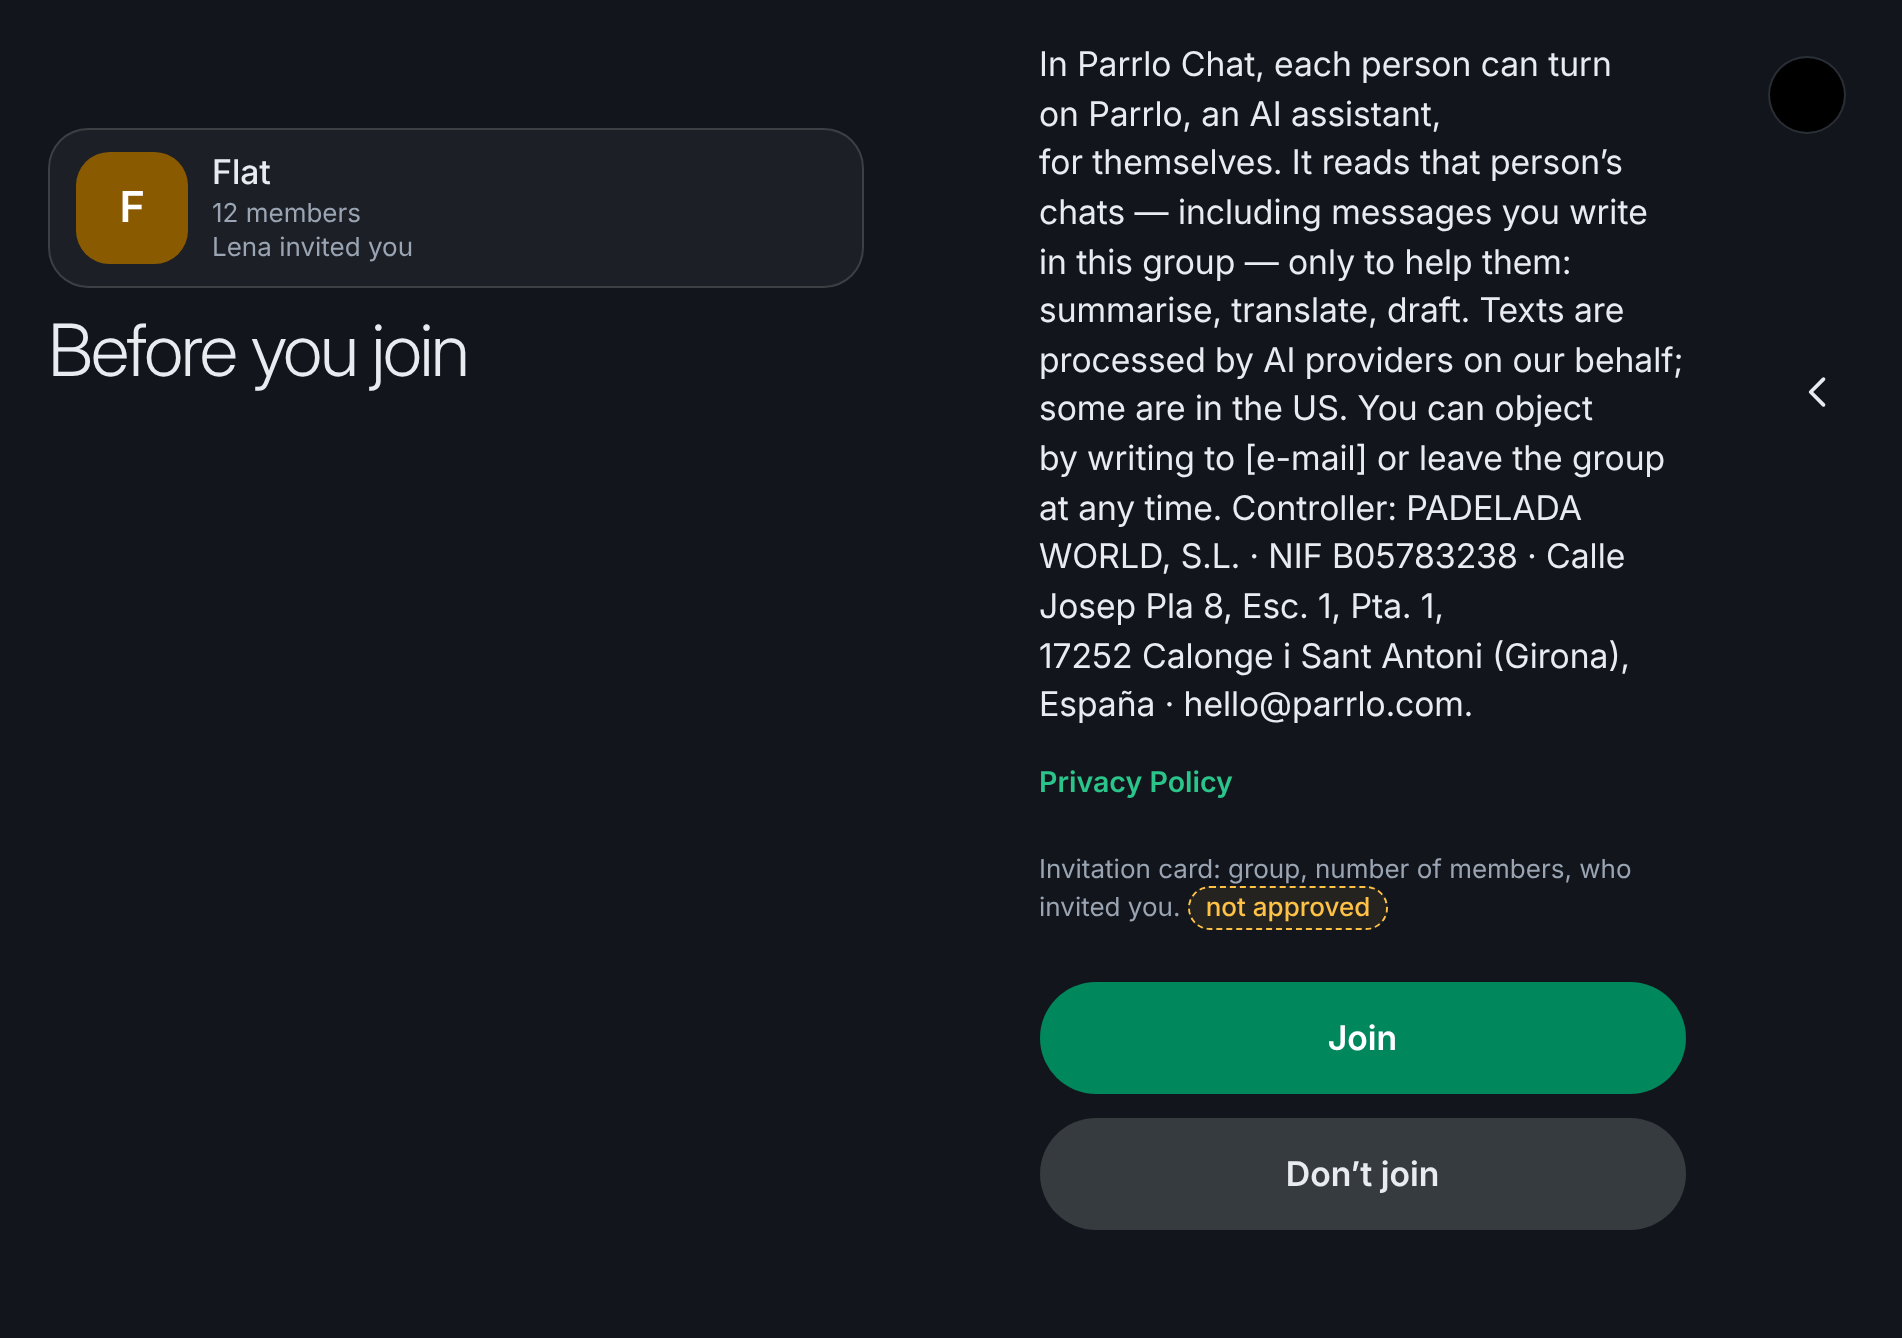 F
Flat
12 members
Lena invited you
Before you join
In Parrlo Chat, each person can turn
on Parrlo, an AI assistant,
for themselves. It reads that person’s
chats — including messages you write
in this group — only to help them:
summarise, translate, draft. Texts are
processed by AI providers on our behalf;
some are in the US. You can object
by writing to [e-mail] or leave the group
at any time. Controller: PADELADA
WORLD, S.L. · NIF B05783238 · Calle
Josep Pla 8, Esc. 1, Pta. 1,
17252 Calonge i Sant Antoni (Girona),
España · hello@parrlo.com.
Privacy Policy
Invitation card: group, number of members, who
invited you. not approved
Join
Don’t join